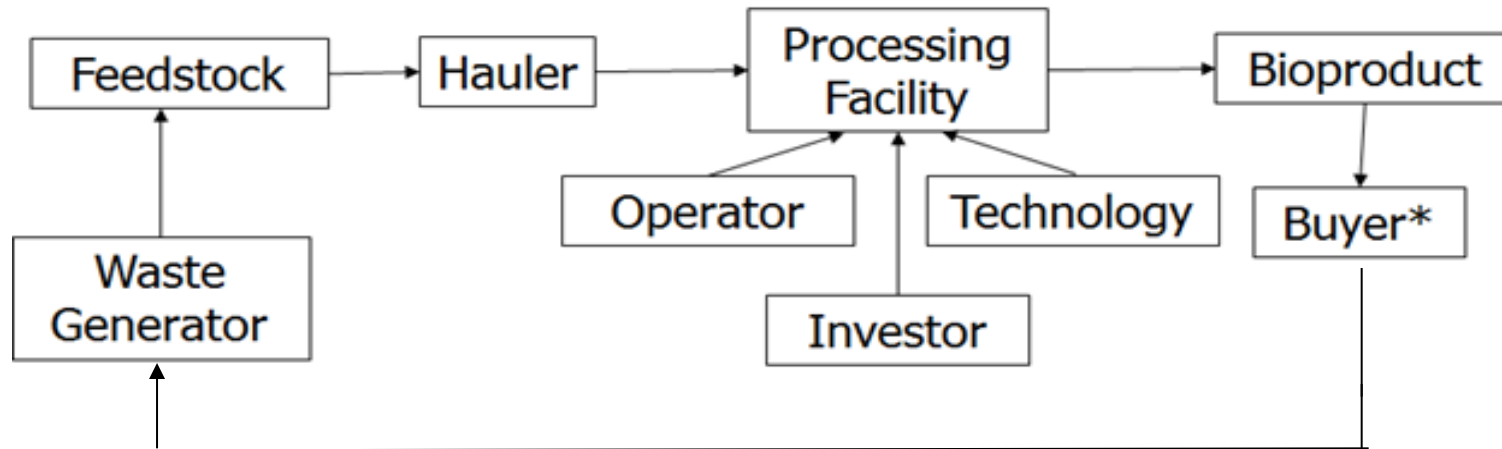 Feedstock
Hauler
Processing
Facility
Bioproduct
Operator
Technology
Buyer*
Waste
Generator
Investor